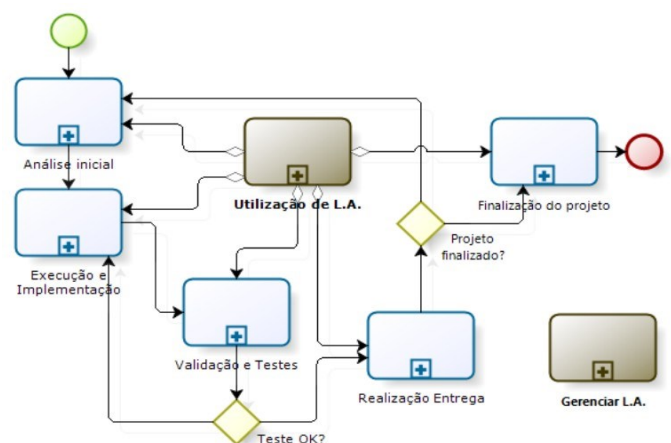 Análise inicial
Utilização de L.A.
Finalização do projeto
Projeto
finalizado?
Execução e
Implementação
Validação e Testes
Realização Entrega
Gerenciar L.A.
Teste OK?